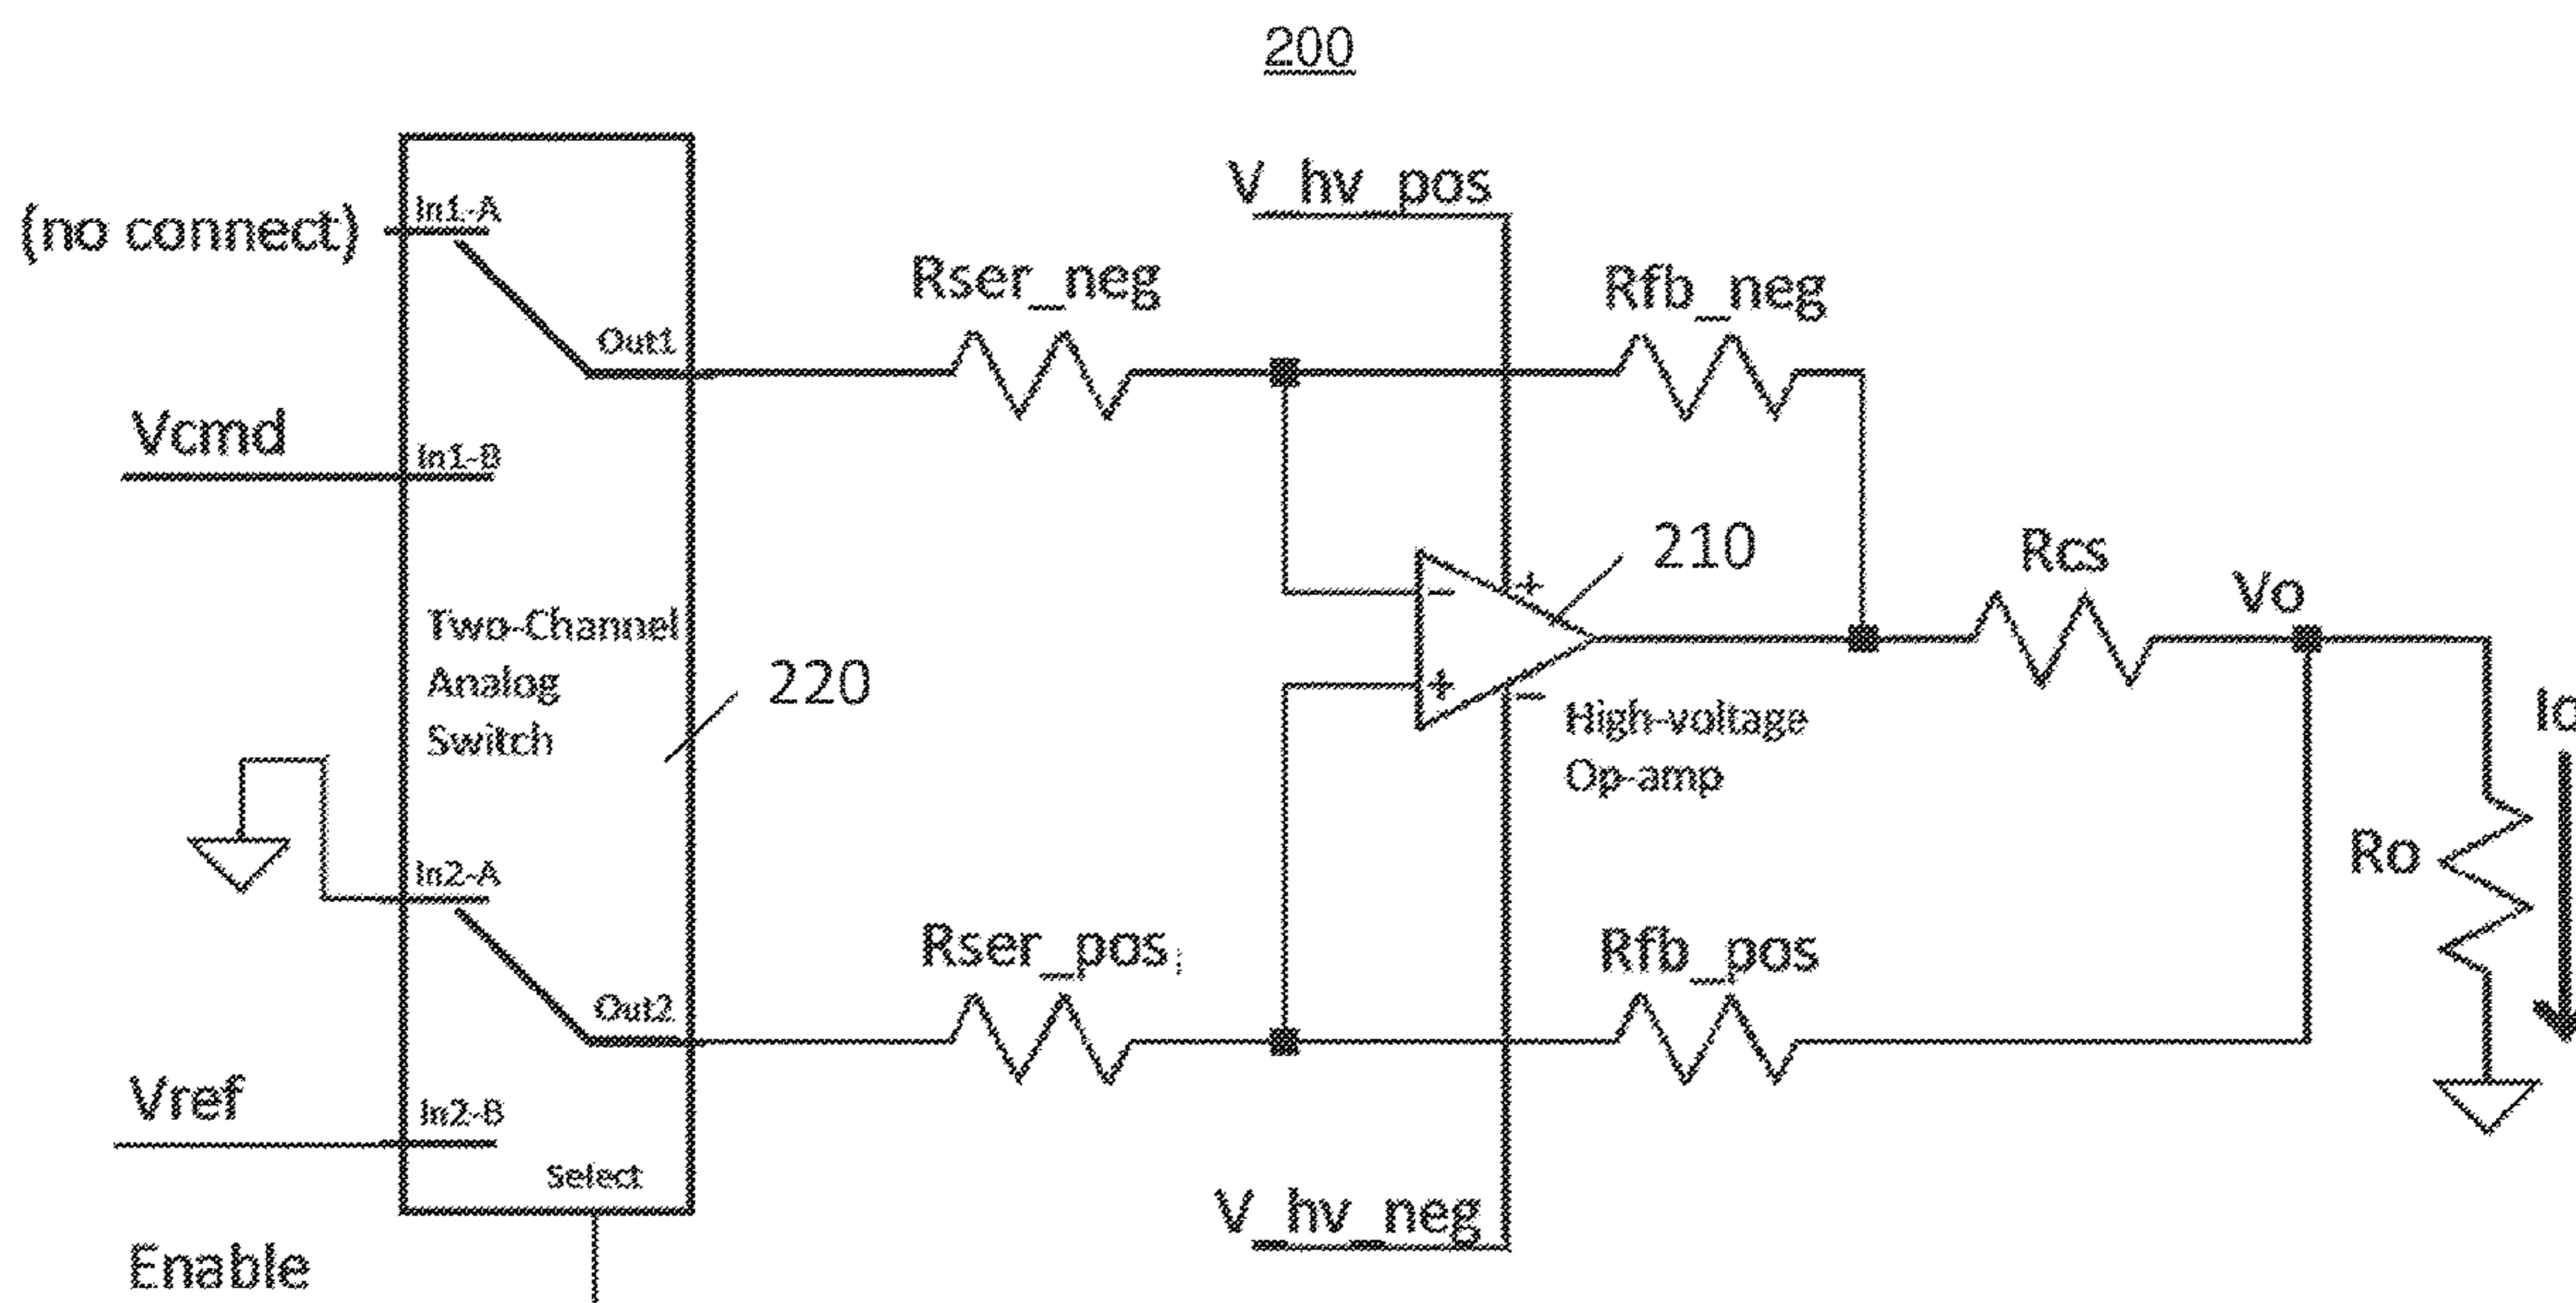 200
V_hv_pos
(no connect)
In1-A
Rser_neg
Rfb_neg
Out1
Vcmd
In1-B
Two-Channel
Analog
Switch
220
210
Rcs
Vo
+
−
+
−
High-voltage
Op-amp
Ro
In2-A
Rser_pos
Rfb_pos
Out2
Vref
In2-B
Select
V_hv_neg
Enable